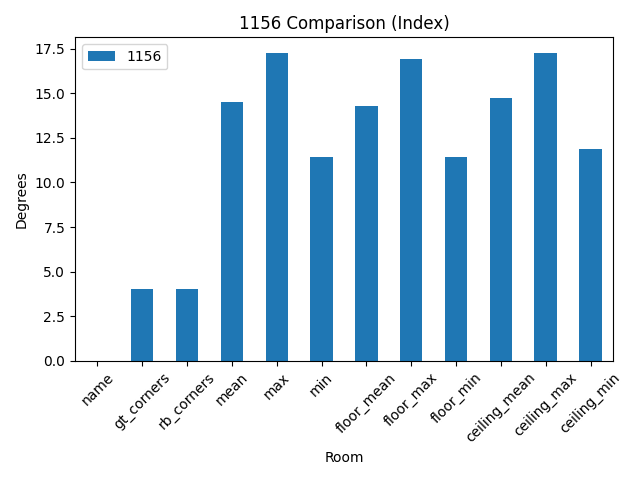 1156 Comparison (Index)
1156
Degrees
17.5
15.0
12.5
10.0
7.5
5.0
2.5
0.0
name
gt_corners
rb_corners
mean
max
min
floor_mean
floor_max
floor_min
ceiling_mean
ceiling_max
ceiling_min
Room